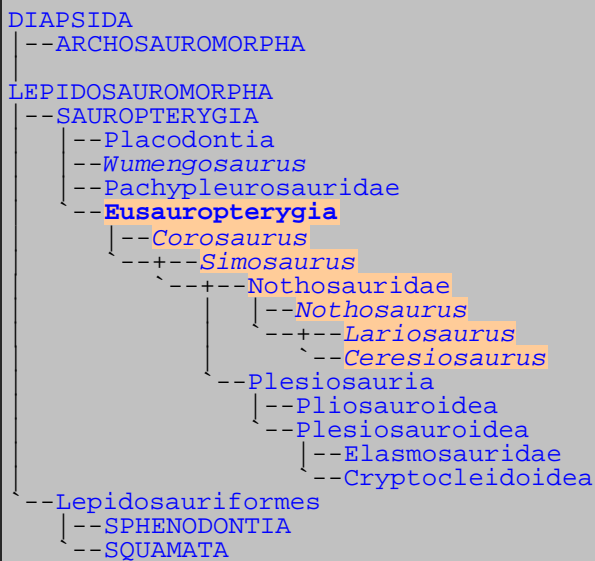 DIAPSIDA
|--ARCHOSAUROMORPHA
|
LEPIDOSAUROMORPHA
|--SAUROPTERYGIA
|  |--Placodontia
|  |--Wumengosaurus
|  |--Pachypleurosauridae
|  `--Eusauropterygia
|     |--Corosaurus
|     `--+--Simosaurus
|        `--+--Nothosauridae
|           |  |--Nothosaurus
|           |  `--+--Lariosaurus
|           |     `--Ceresiosaurus
|           `--Plesiosauria
|              |--Pliosauroidea
|              `--Plesiosauroidea
|                 |--Elasmosauridae
|                 `--Cryptocleidoidea
`--Lepidosauriformes
   |--SPHENODONTIA
   `--SQUAMATA